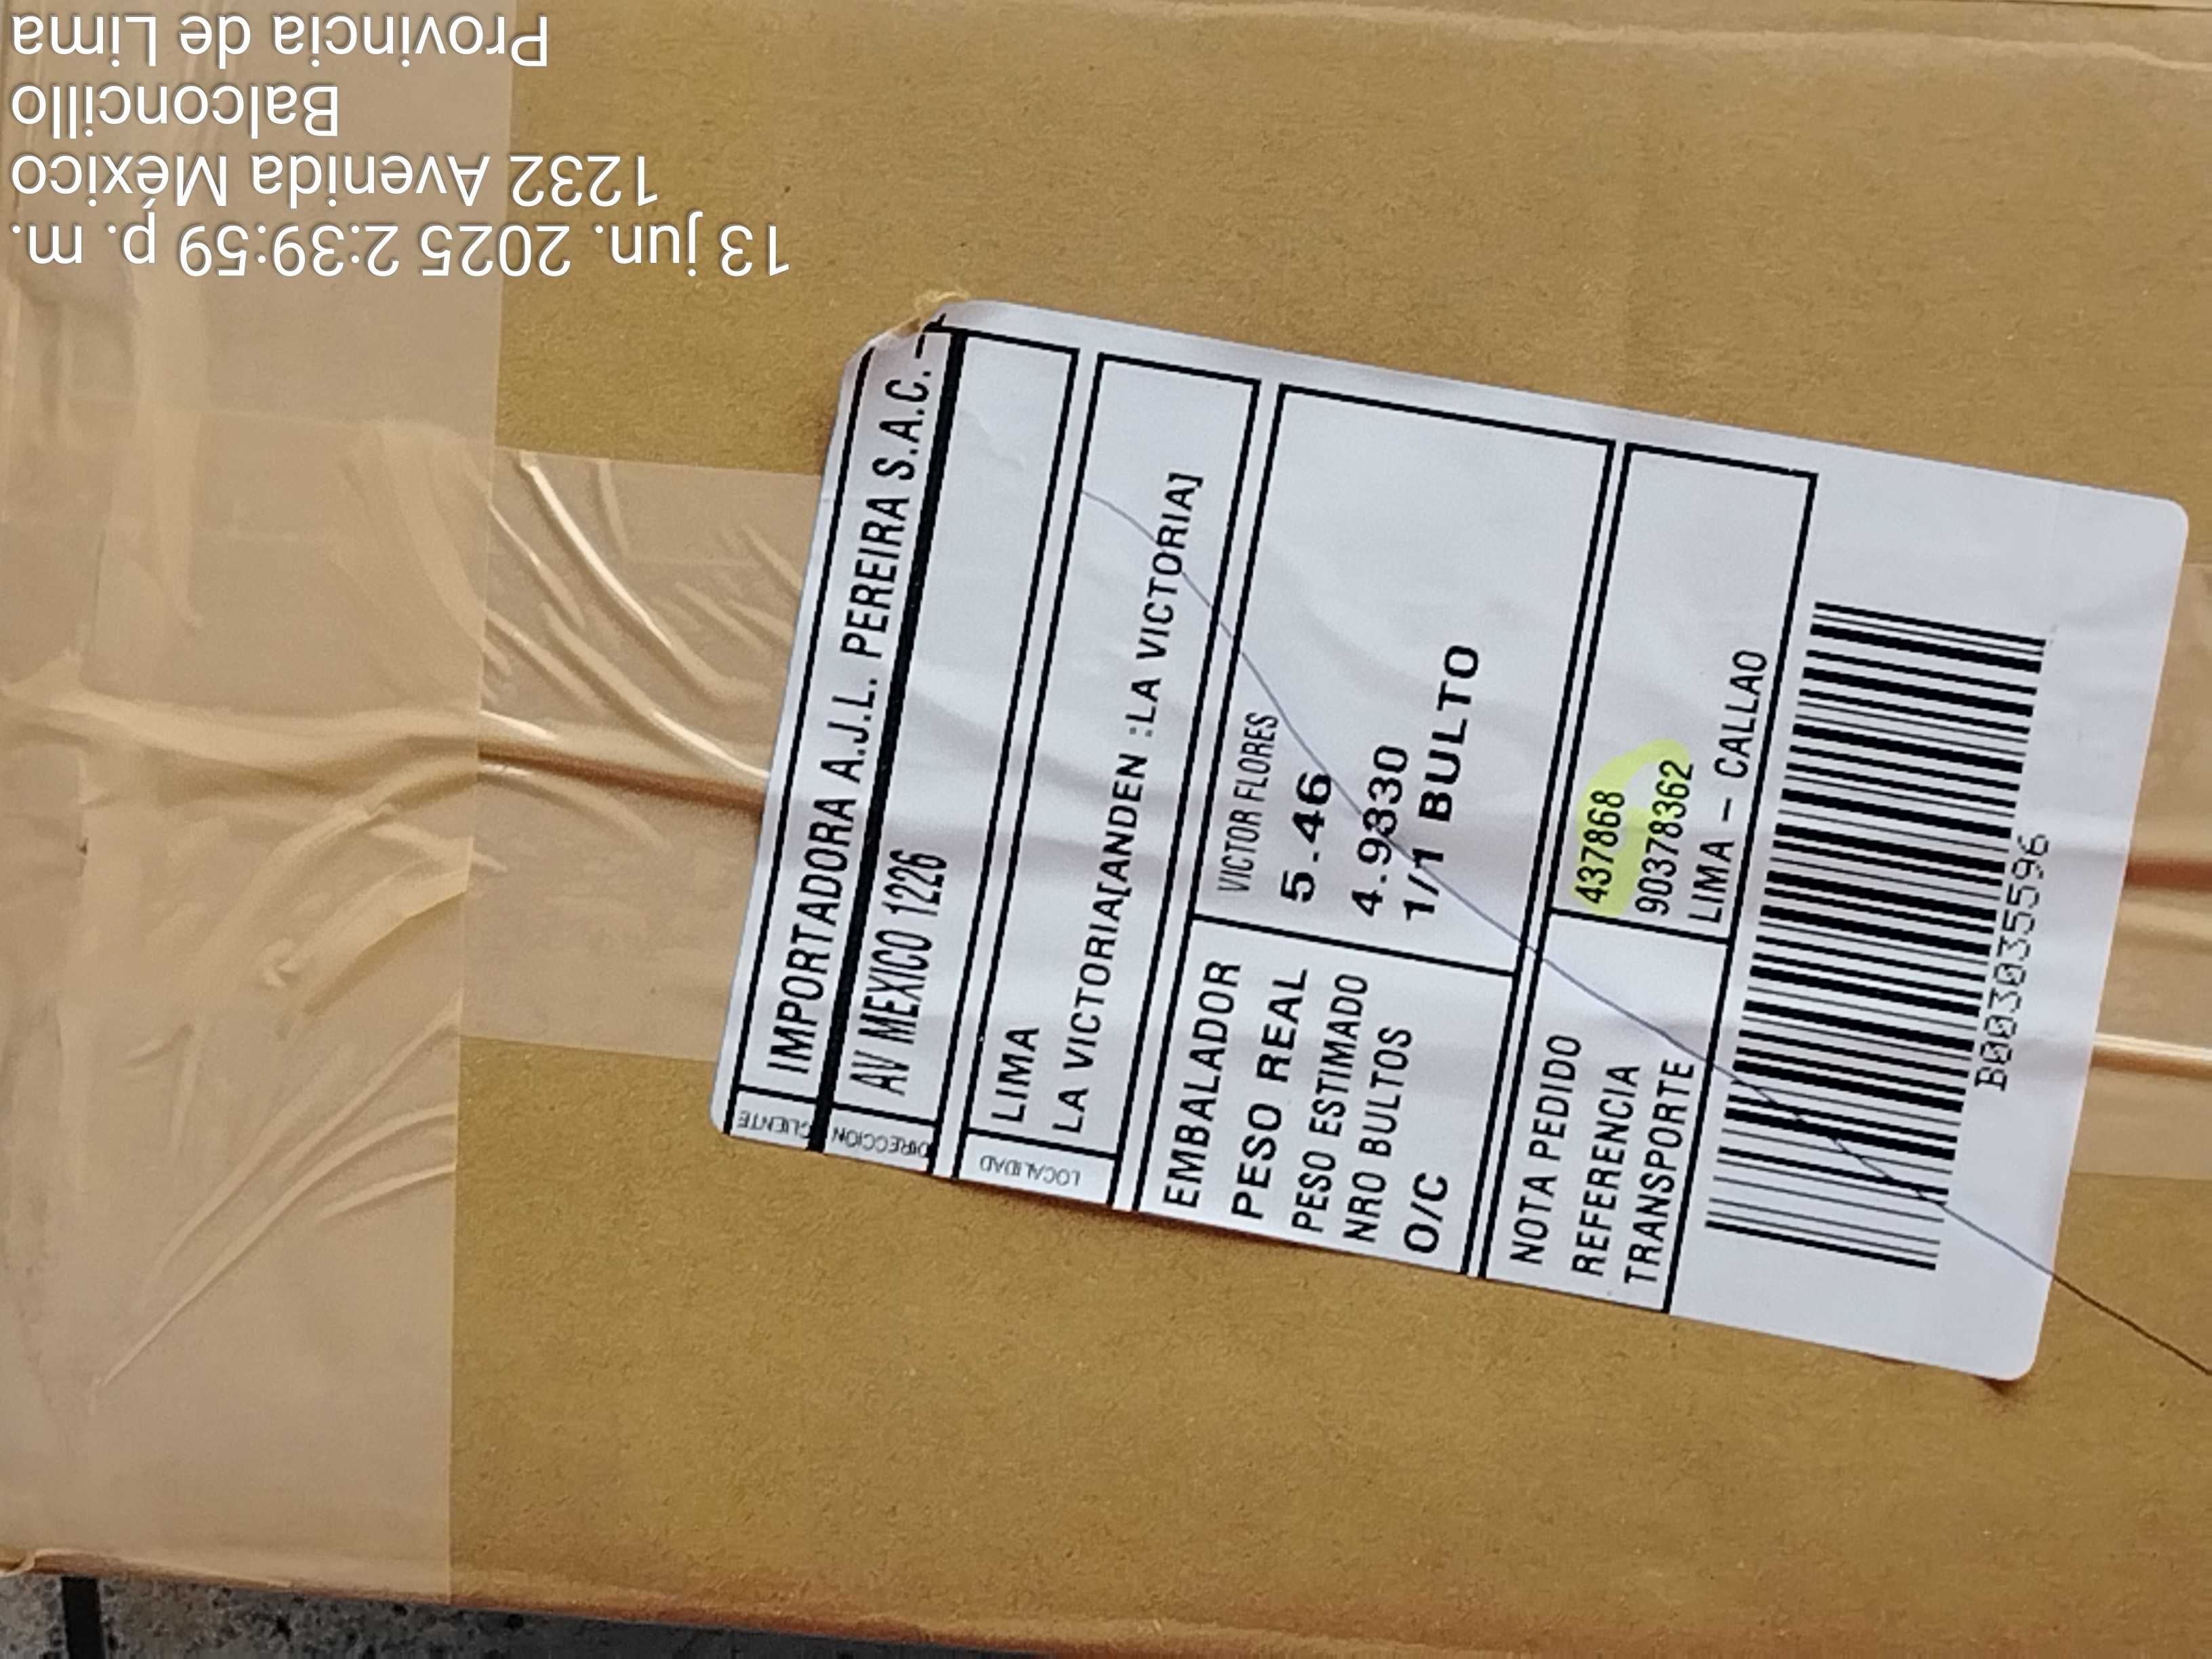 13 jun. 2025 2:39:59 p. m.
1232 Avenida México
Balconcillo
Provincia de Lima
CLIENTE IMPORTADORA A.J.L. PEREIRA S.A.C. -
DIRECCION AV MEXICO 1226
LOCALIDAD LIMA
LA VICTORIA[ANDEN :LA VICTORIA]
EMBALADOR VICTOR FLORES
PESO REAL 5.46
PESO ESTIMADO 4.9330
NRO BULTOS 1/1 BULTO
O/C
NOTA PEDIDO 437868
REFERENCIA 90378362
TRANSPORTE LIMA - CALLAO
B003035596